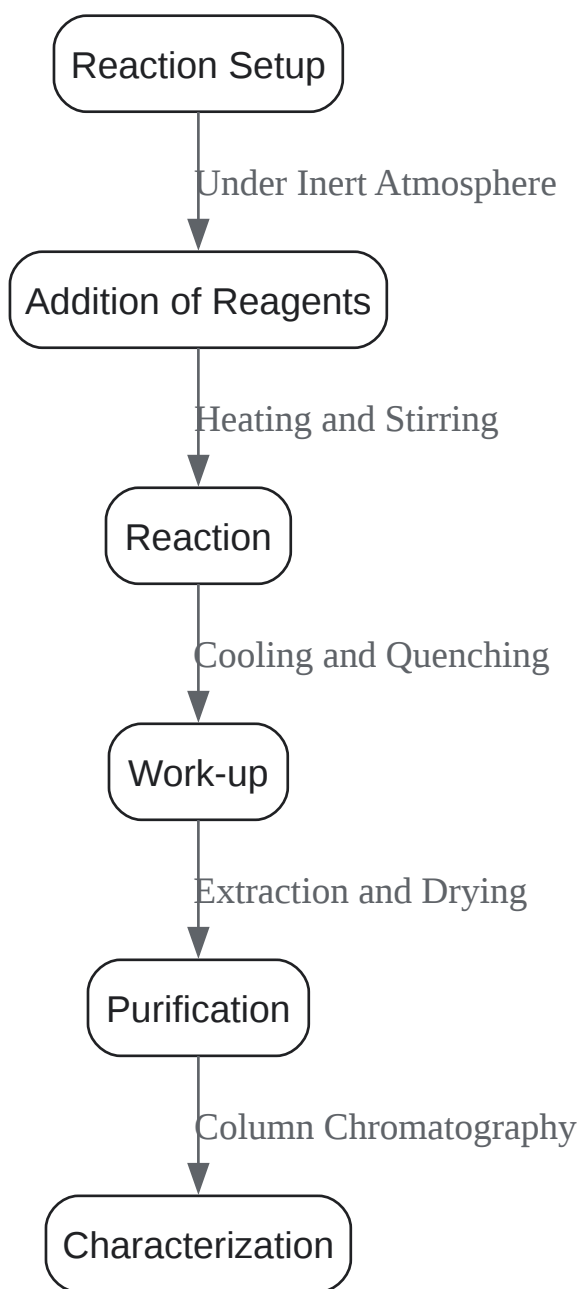 Reaction Setup
Under Inert Atmosphere
Addition of Reagents
Heating and Stirring
Reaction
Cooling and Quenching
Work-up
Extraction and Drying
Purification
Column Chromatography
Characterization